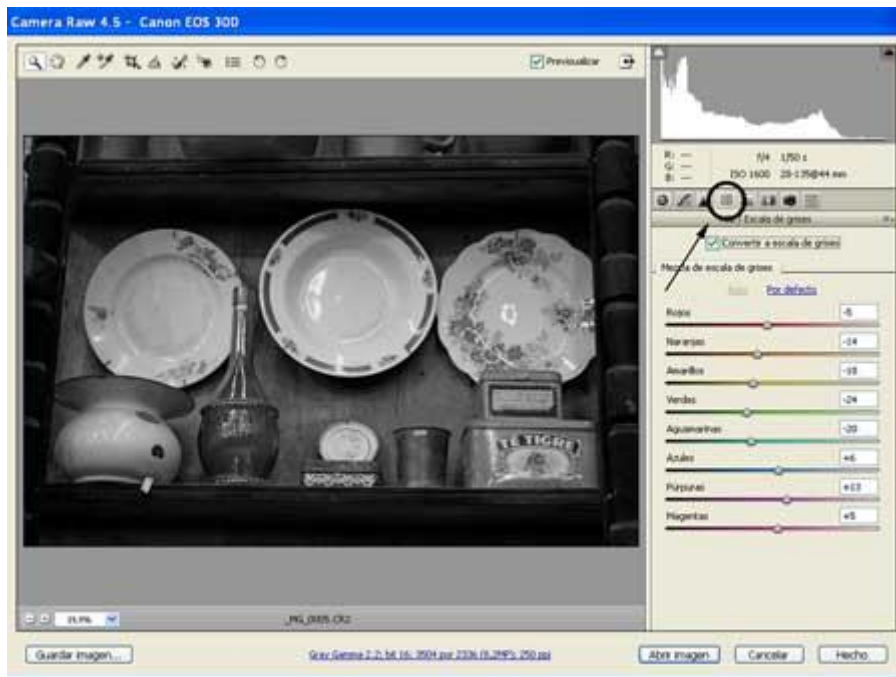 Camera Raw 4.5 - Canon EOS 30D
Previsualizar
R: ---
G: ---
B: ---
f/4 1/50 s
ISO 1600 28-135@44 mm
Escala de grises
Convertir a escala de grises
Mezcla de escala de grises
Auto Por defecto
Rojos -5
Naranjas -14
Amarillos -18
Verdes -24
Aguamarinas -20
Azules +6
Púrpuras +13
Magentas +5
TE TIGRE
_MG_0005.CR2
Guardar imagen...
Gray Gamma 2.2; bit 16; 3504 por 2336 (8,2MP); 250 ppi
Abrir imagen
Cancelar
Hecho